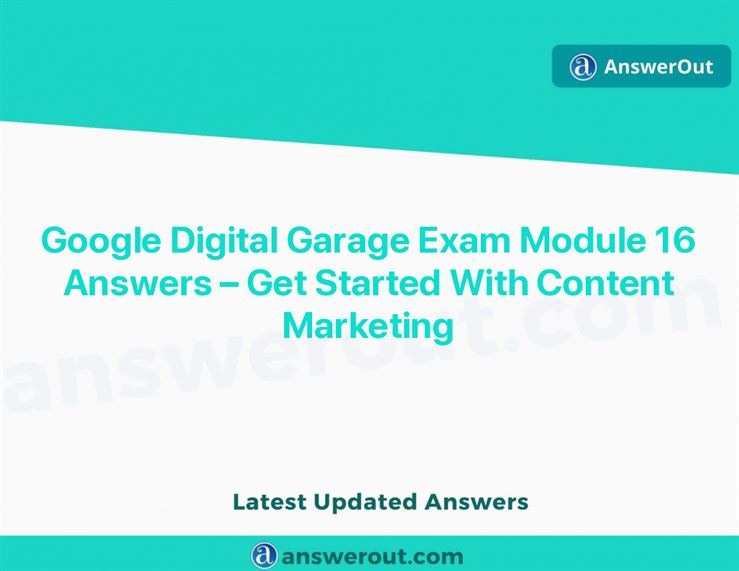 AnswerOut
Google Digital Garage Exam Module 16
Answers – Get Started With Content
Marketing
answerout.com
Latest Updated Answers
answerout.com